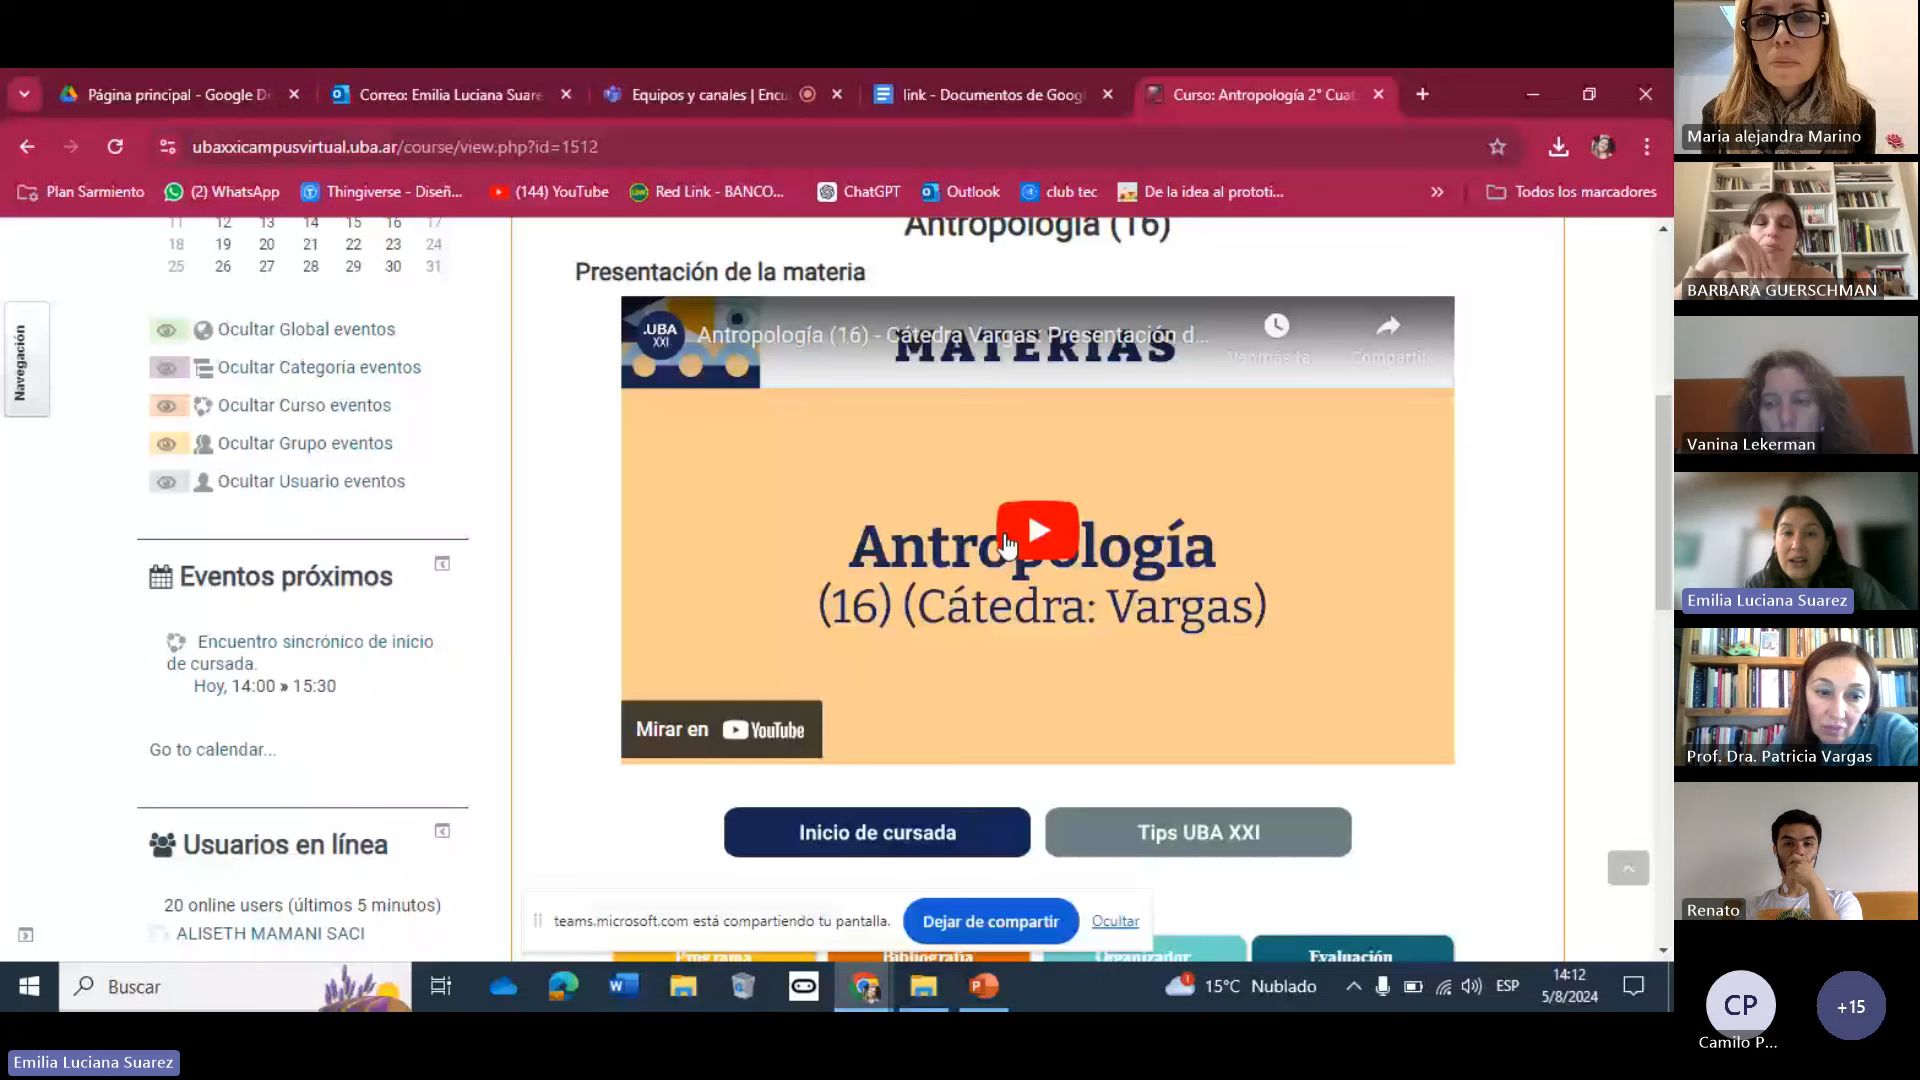 Página principal - Google D
Correo: Emilia Luciana Suare
Equipos y canales | Encu
link - Documentos de Goog
Curso: Antropología 2° Cuat
ubaxxicampusvirtual.uba.ar/course/view.php?id=1512
Plan Sarmiento
(2) WhatsApp
Thingiverse - Diseñ...
(144) YouTube
Red Link - BANCO...
ChatGPT
Outlook
club tec
De la idea al prototi...
Todos los marcadores
11 12 13 14 15 16 17
18 19 20 21 22 23 24
25 26 27 28 29 30 31
Navegación
Ocultar Global eventos
Ocultar Categoría eventos
Ocultar Curso eventos
Ocultar Grupo eventos
Ocultar Usuario eventos
Eventos próximos
Encuentro sincrónico de inicio
de cursada.
Hoy, 14:00 » 15:30
Go to calendar...
Usuarios en línea
20 online users (últimos 5 minutos)
ALISETH MAMANI SACI
Antropología (16)
Presentación de la materia
.UBA
XXI
Antropología (16) - Cátedra Vargas: Presentación d...
MATERIAS
Compartir
Antropología
(16) (Cátedra: Vargas)
Mirar en YouTube
Inicio de cursada
Tips UBA XXI
teams.microsoft.com está compartiendo tu pantalla.
Dejar de compartir
Ocultar
Programa
Bibliografía
Organizador
Evaluación
Buscar
15°C Nublado
ESP
14:12
5/8/2024
Emilia Luciana Suarez
Maria alejandra Marino
BARBARA GUERSCHMAN
Vanina Lekerman
Emilia Luciana Suarez
Prof. Dra. Patricia Vargas
Renato
CP
Camilo P...
+15